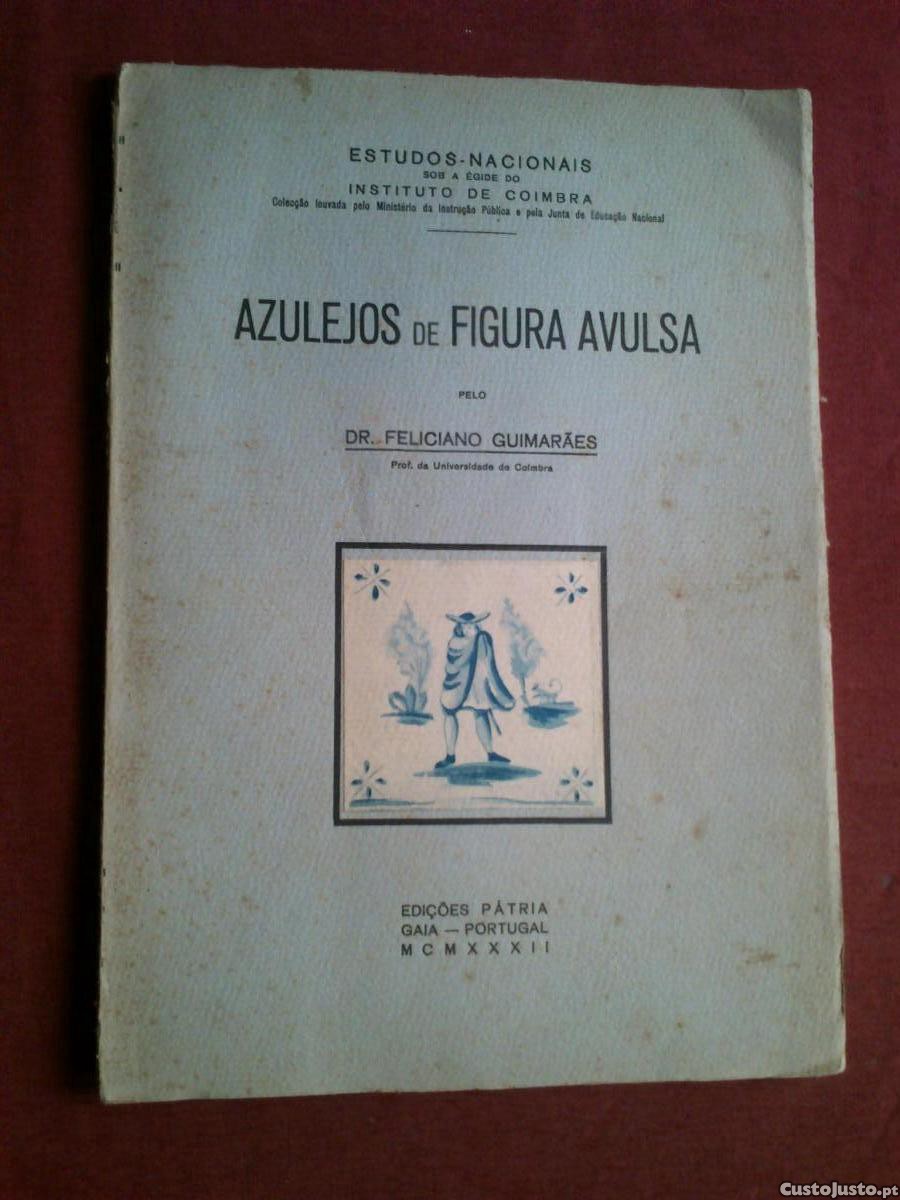 ESTUDOS-NACIONAIS
SOB A ÉGIDE DO
INSTITUTO DE COIMBRA
Colecção louvada pelo Ministério da Instrução Pública e pela Junta de Educação Nacional
AZULEJOS DE FIGURA AVULSA
PELO
DR. FELICIANO GUIMARÃES
Prof. da Universidade de Coimbra
EDIÇÕES PÁTRIA
GAIA — PORTUGAL
MCMXXXII
CustoJusto.pt